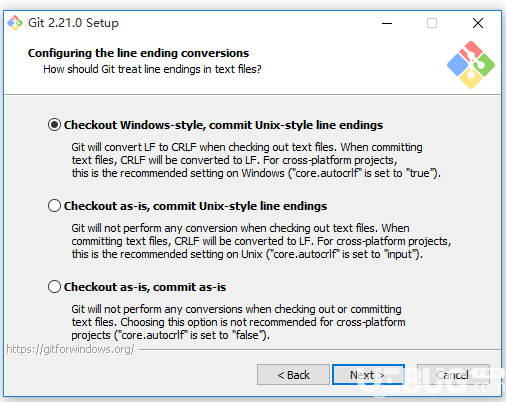 Git 2.21.0 Setup
Configuring the line ending conversions
How should Git treat line endings in text files?
Checkout Windows-style, commit Unix-style line endings
Git will convert LF to CRLF when checking out text files. When committing
text files, CRLF will be converted to LF. For cross-platform projects,
this is the recommended setting on Windows ("core.autocrlf" is set to "true").
Checkout as-is, commit Unix-style line endings
Git will not perform any conversion when checking out text files. When
committing text files, CRLF will be converted to LF. For cross-platform projects,
this is the recommended setting on Unix ("core.autocrlf" is set to "input").
Checkout as-is, commit as-is
Git will not perform any conversions when checking out or committing
text files. Choosing this option is not recommended for cross-platform
projects ("core.autocrlf" is set to "false").
https://gitforwindows.org/
< Back
Next >
Cancel